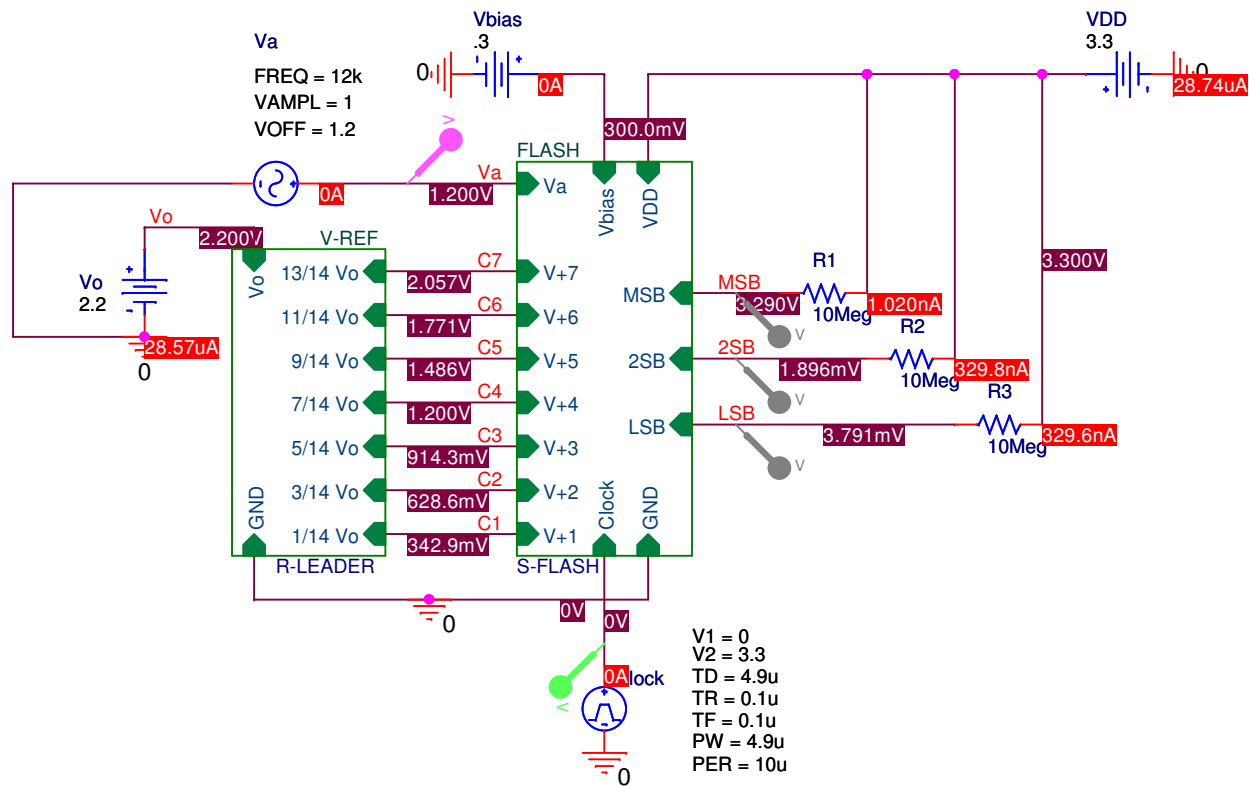 Vbias
.3
VDD
3.3
Va
FREQ = 12k
VAMPL = 1
VOFF = 1.2
0
0A
0
28.74uA
V
300.0mV
FLASH
Va
0A
1.200V
Va
Vbias
VDD
Vo
2.200V
V-REF
Vo
Vo
2.2
28.57uA
0
13/14 Vo
C7
2.057V
V+7
11/14 Vo
C6
1.771V
V+6
9/14 Vo
C5
1.486V
V+5
7/14 Vo
C4
1.200V
V+4
5/14 Vo
C3
914.3mV
V+3
3/14 Vo
C2
628.6mV
V+2
1/14 Vo
C1
342.9mV
V+1
GND
Clock
GND
R-LEADER
S-FLASH
MSB
MSB
3.290V
V
R1
10Meg
1.020nA
3.300V
2SB
2SB
1.896mV
V
R2
10Meg
329.8nA
LSB
LSB
3.791mV
V
R3
10Meg
329.6nA
0
0V
0V
V
0A
lock
0
V1 = 0
V2 = 3.3
TD = 4.9u
TR = 0.1u
TF = 0.1u
PW = 4.9u
PER = 10u